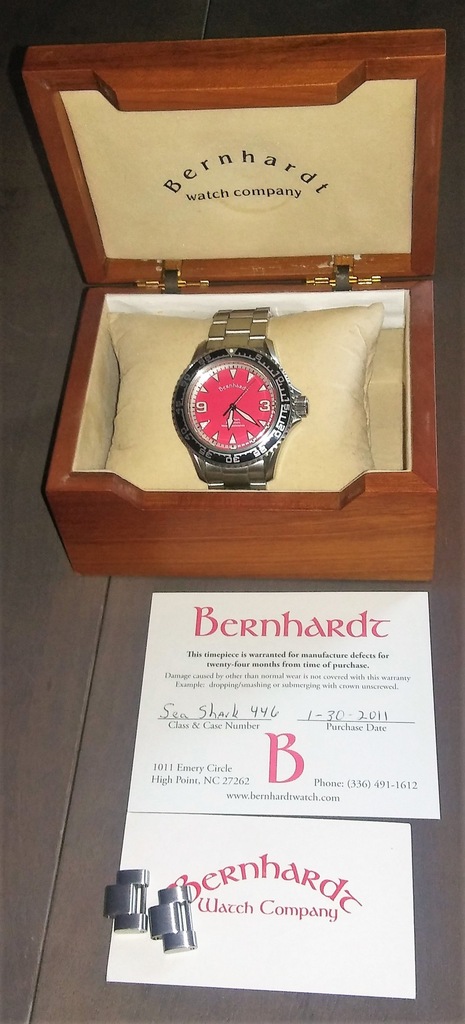 Bernhardt
watch company
Bernhardt
9 3
30
Bernhardt
This timepiece is warranted for manufacture defects for
twenty-four months from time of purchase.
Damage caused by other than normal wear is not covered with this warranty
Example: dropping/smashing or submerging with crown unscrewed.
Sea Shark 446 1-30-2011
Class & Case Number Purchase Date
B
1011 Emery Circle
High Point, NC 27262 Phone: (336) 491-1612
www.bernhardtwatch.com
Bernhardt
Watch Company